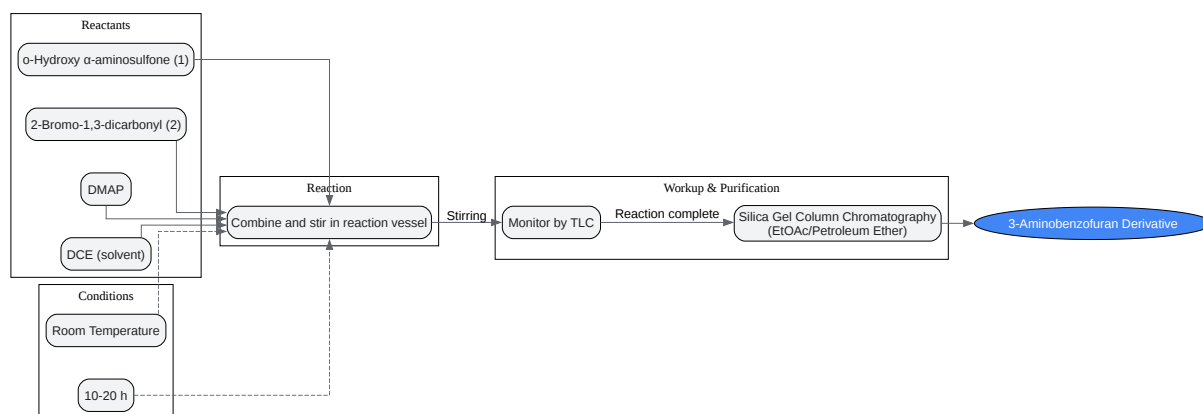 Reactants
o-Hydroxy α-aminosulfone (1)
2-Bromo-1,3-dicarbonyl (2)
DMAP
DCE (solvent)
Conditions
Room Temperature
10-20 h
Reaction
Combine and stir in reaction vessel
Stirring
Workup & Purification
Monitor by TLC
Reaction complete
Silica Gel Column Chromatography
(EtOAc/Petroleum Ether)
3-Aminobenzofuran Derivative